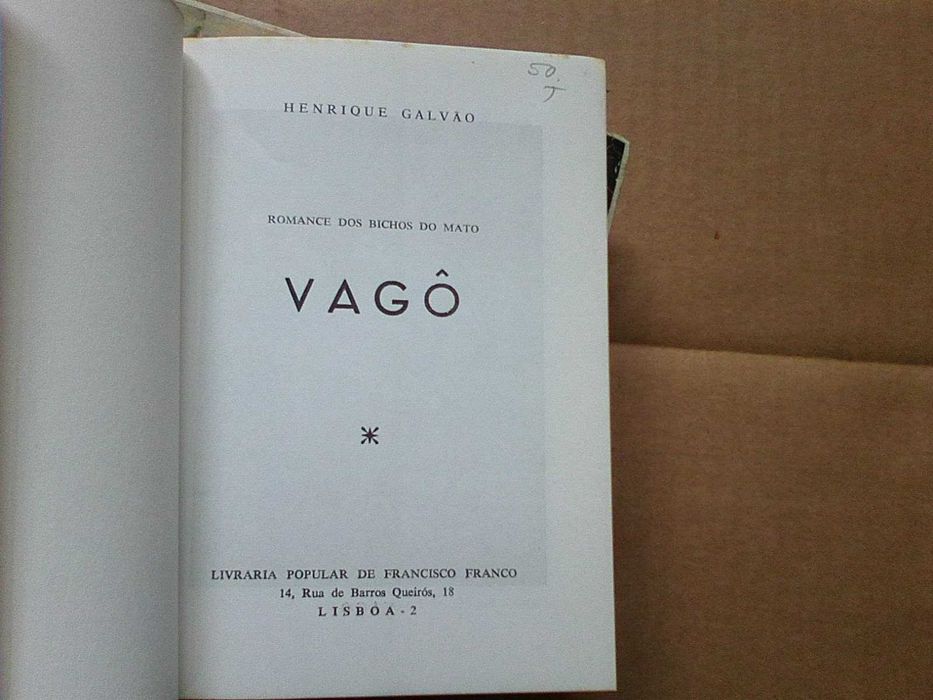 50.
HENRIQUE GALVÃO
ROMANCE DOS BICHOS DO MATO
VAGÔ
LIVRARIA POPULAR DE FRANCISCO FRANCO
14, Rua de Barros Queirós, 18
LISBOA - 2